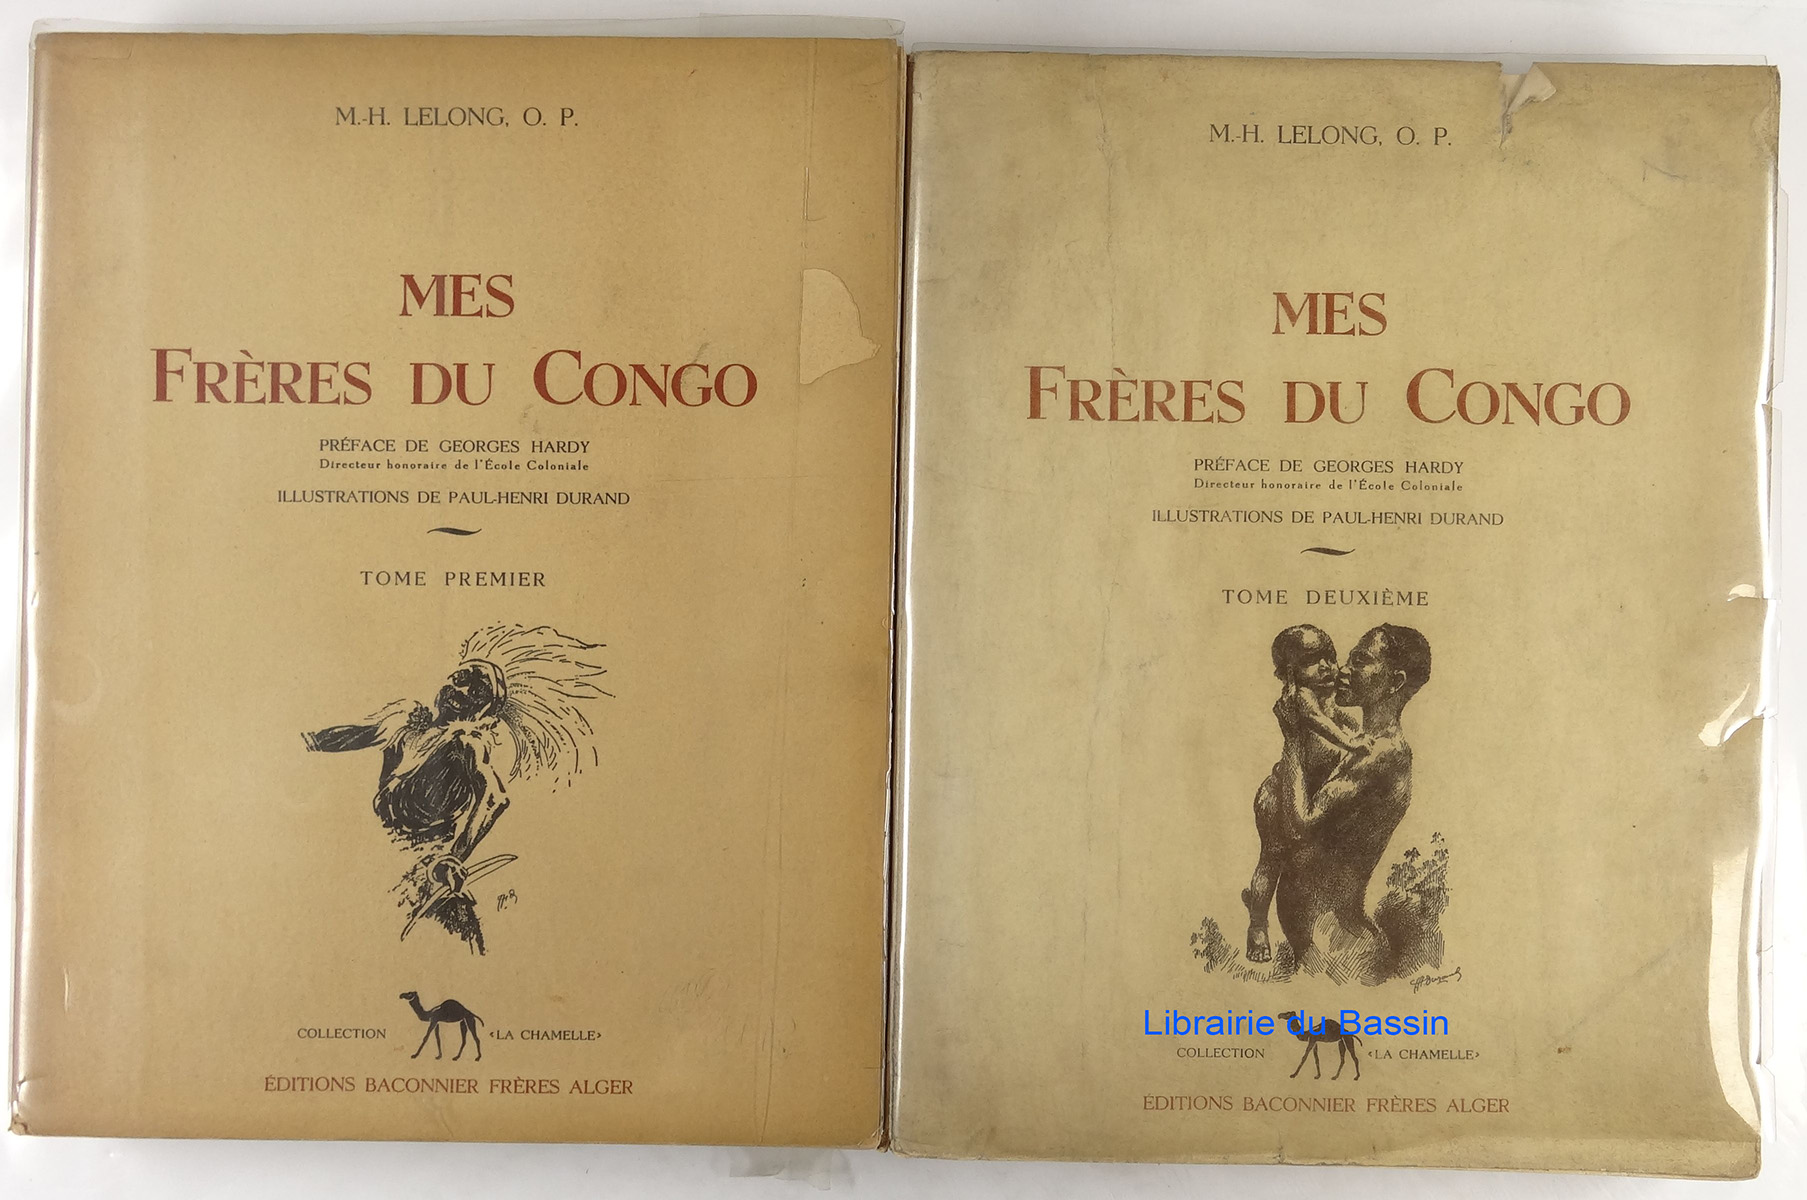 M.-H. LELONG, O. P.
MES
FRÈRES DU CONGO
PRÉFACE DE GEORGES HARDY
Directeur honoraire de l'École Coloniale
ILLUSTRATIONS DE PAUL-HENRI DURAND
TOME PREMIER
COLLECTION «LA CHAMELLE»
ÉDITIONS BACONNIER FRÈRES ALGER
M.-H. LELONG, O. P.
MES
FRÈRES DU CONGO
PRÉFACE DE GEORGES HARDY
Directeur honoraire de l'École Coloniale
ILLUSTRATIONS DE PAUL-HENRI DURAND
TOME DEUXIÈME
Librairie du Bassin
COLLECTION «LA CHAMELLE»
ÉDITIONS BACONNIER FRÈRES ALGER